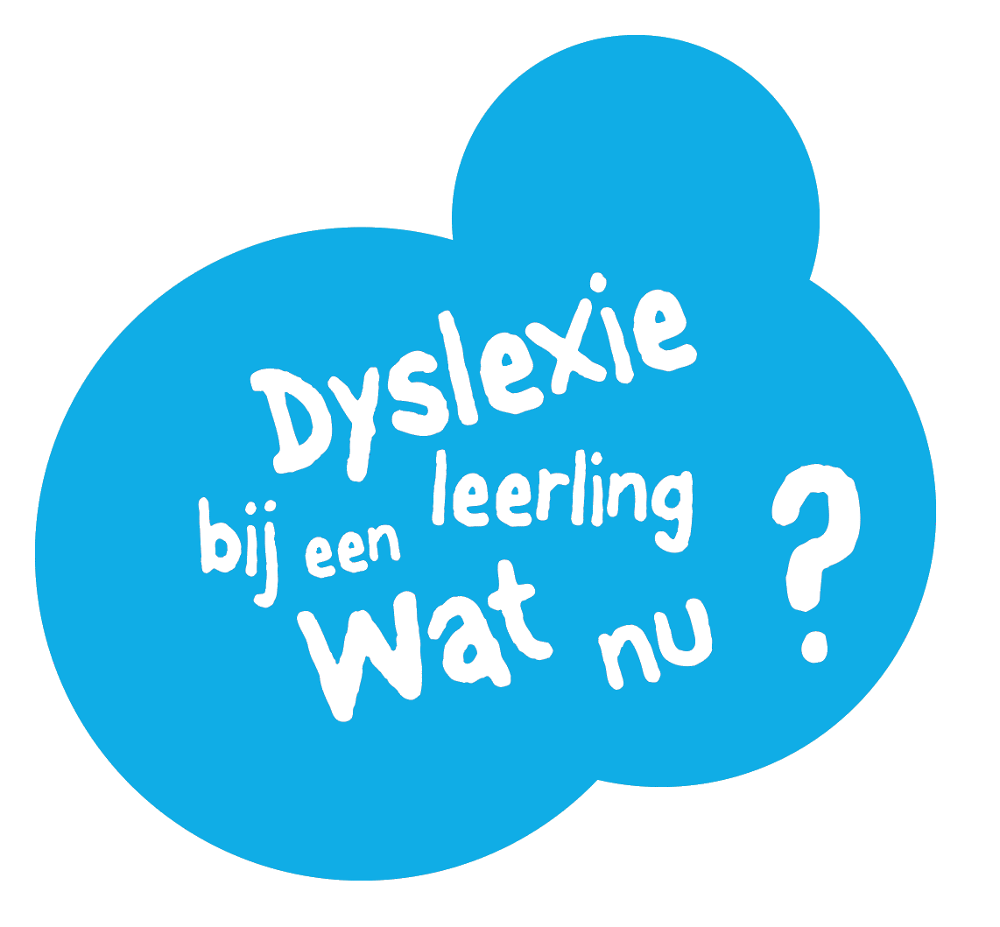 Dyslexie
bij een leerling
Wat nu ?